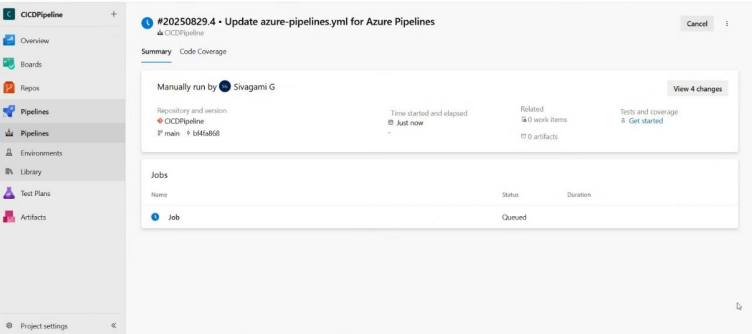 C CICDPipeline +
Overview
Boards
Repos
Pipelines
Pipelines
Environments
Library
Test Plans
Artifacts
Project settings «
#20250829.4 • Update azure-pipelines.yml for Azure Pipelines
CICDPipeline
Cancel
Summary Code Coverage
Manually run by Sivagami G
View 4 changes
Repository and version
CICDPipeline
main bf4fa868
Time started and elapsed
Just now
-
Related
0 work items
0 artifacts
Tests and coverage
Get started
Jobs
Name Status Duration
Job Queued